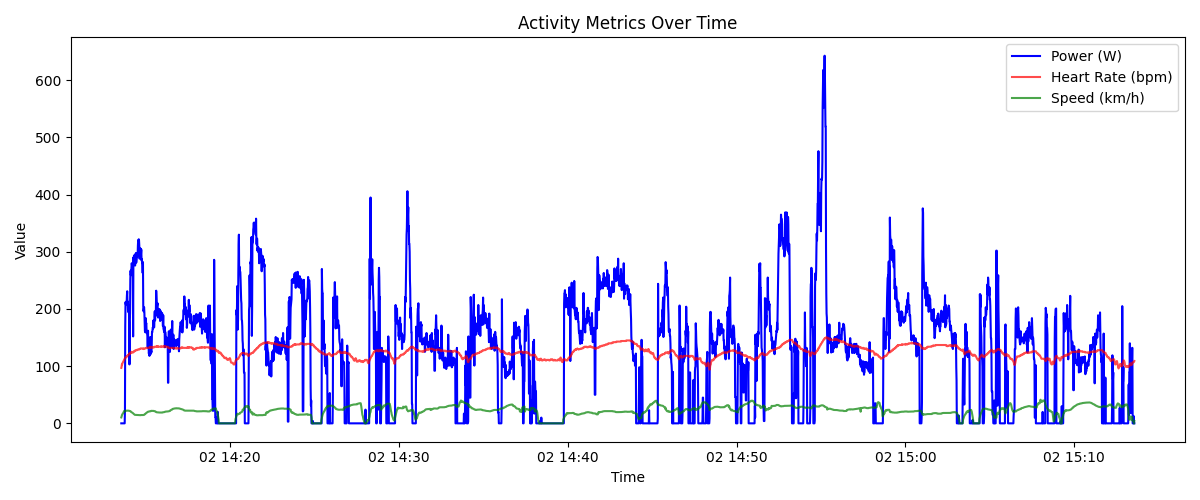 Activity Metrics Over Time
Power (W)
Heart Rate (bpm)
Speed (km/h)
Value
600
500
400
300
200
100
0
02 14:20
02 14:30
02 14:40
02 14:50
02 15:00
02 15:10
Time